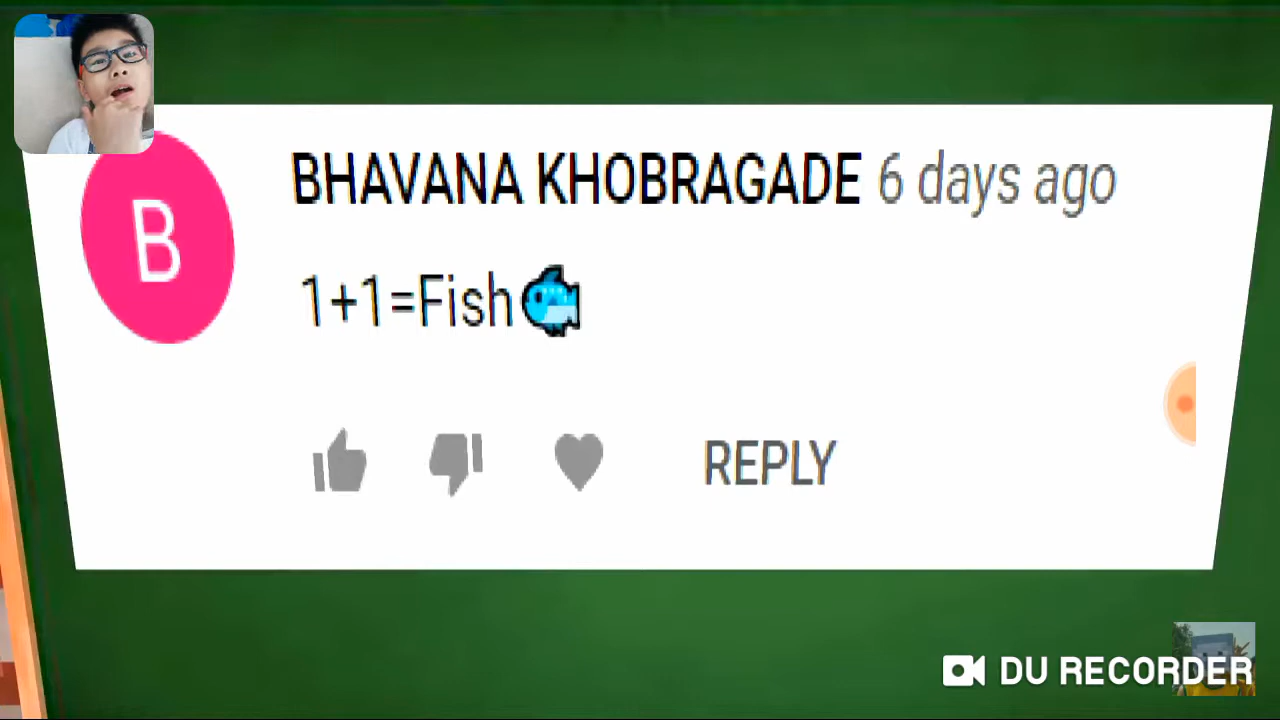 B
BHAVANA KHOBRAGADE 6 days ago
1+1=Fish🐟
REPLY
DU RECORDER